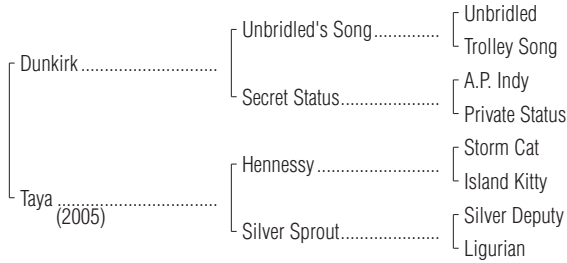 Unbridled
Unbridled's Song..............
Trolley Song
Dunkirk.............................
A.P. Indy
Secret Status.....................
Private Status
Storm Cat
Hennessy..........................
Island Kitty
Taya..................................
(2005)
Silver Deputy
Silver Sprout.....................
Ligurian